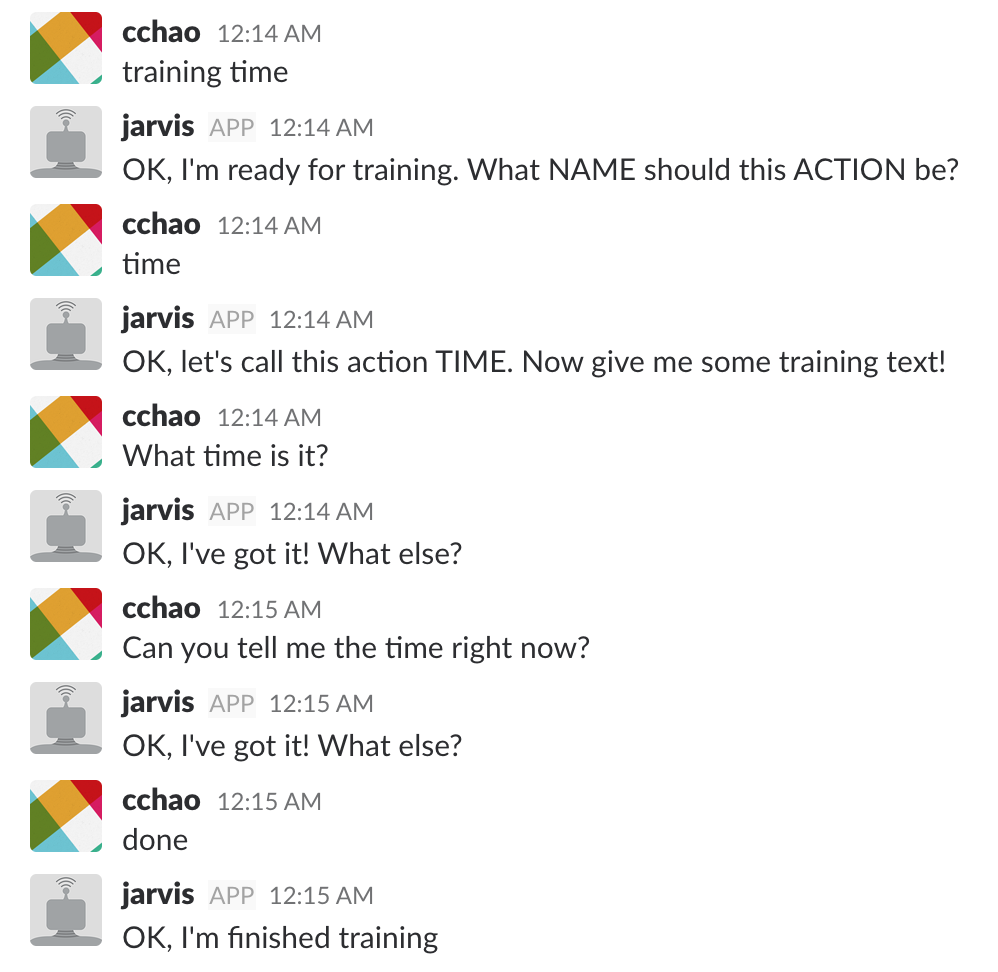 cchao 12:14 AM
training time
jarvis APP 12:14 AM
OK, I'm ready for training. What NAME should this ACTION be?
cchao 12:14 AM
time
jarvis APP 12:14 AM
OK, let's call this action TIME. Now give me some training text!
cchao 12:14 AM
What time is it?
jarvis APP 12:14 AM
OK, I've got it! What else?
cchao 12:15 AM
Can you tell me the time right now?
jarvis APP 12:15 AM
OK, I've got it! What else?
cchao 12:15 AM
done
jarvis APP 12:15 AM
OK, I'm finished training